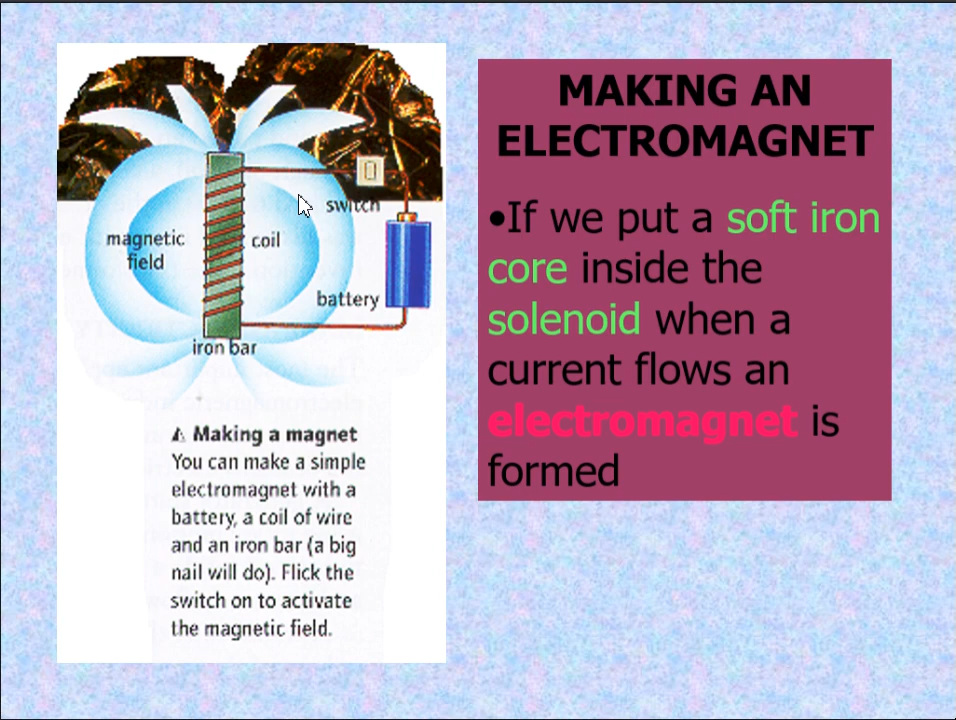 MAKING AN
ELECTROMAGNET
•If we put a soft iron
core inside the
solenoid when a
current flows an
electromagnet is
formed
switch
magnetic
field
coil
battery
iron bar
Making a magnet
You can make a simple
electromagnet with a
battery, a coil of wire
and an iron bar (a big
nail will do). Flick the
switch on to activate
the magnetic field.